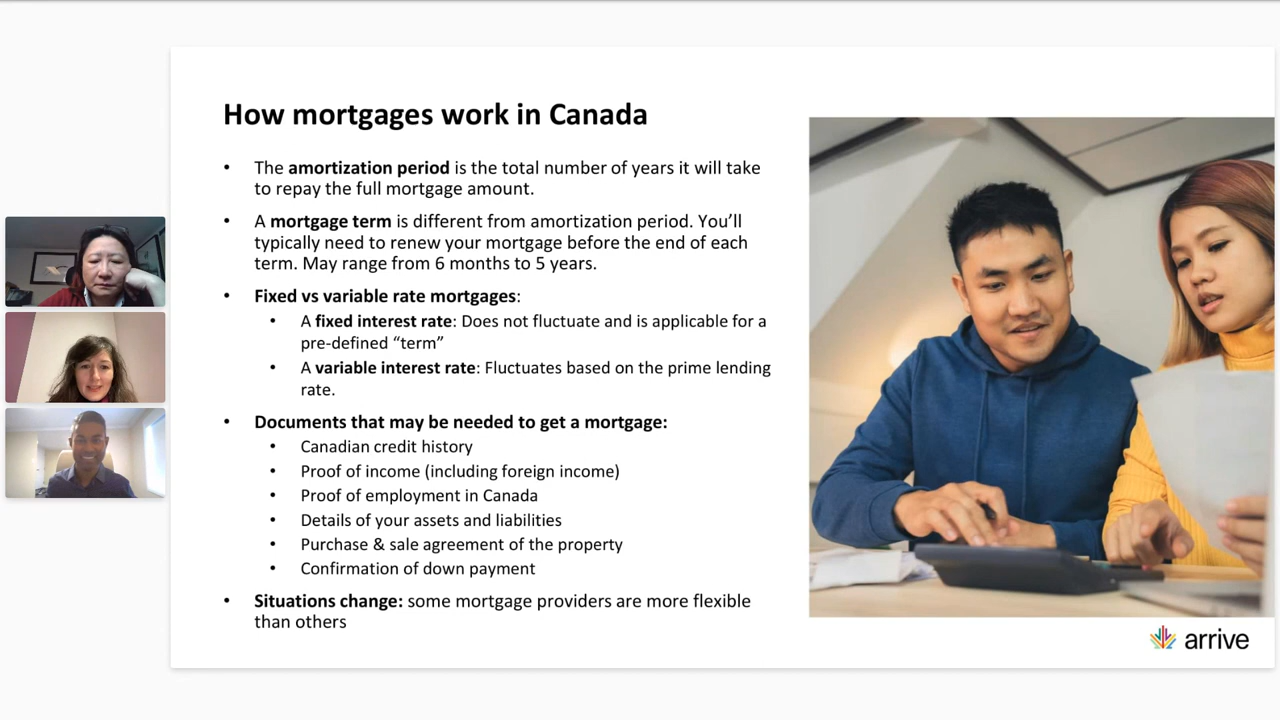 How mortgages work in Canada
• The amortization period is the total number of years it will take
to repay the full mortgage amount.
• A mortgage term is different from amortization period. You’ll
typically need to renew your mortgage before the end of each
term. May range from 6 months to 5 years.
• Fixed vs variable rate mortgages:
• A fixed interest rate: Does not fluctuate and is applicable for a
pre-defined “term”
• A variable interest rate: Fluctuates based on the prime lending
rate.
• Documents that may be needed to get a mortgage:
• Canadian credit history
• Proof of income (including foreign income)
• Proof of employment in Canada
• Details of your assets and liabilities
• Purchase & sale agreement of the property
• Confirmation of down payment
• Situations change: some mortgage providers are more flexible
than others
arrive